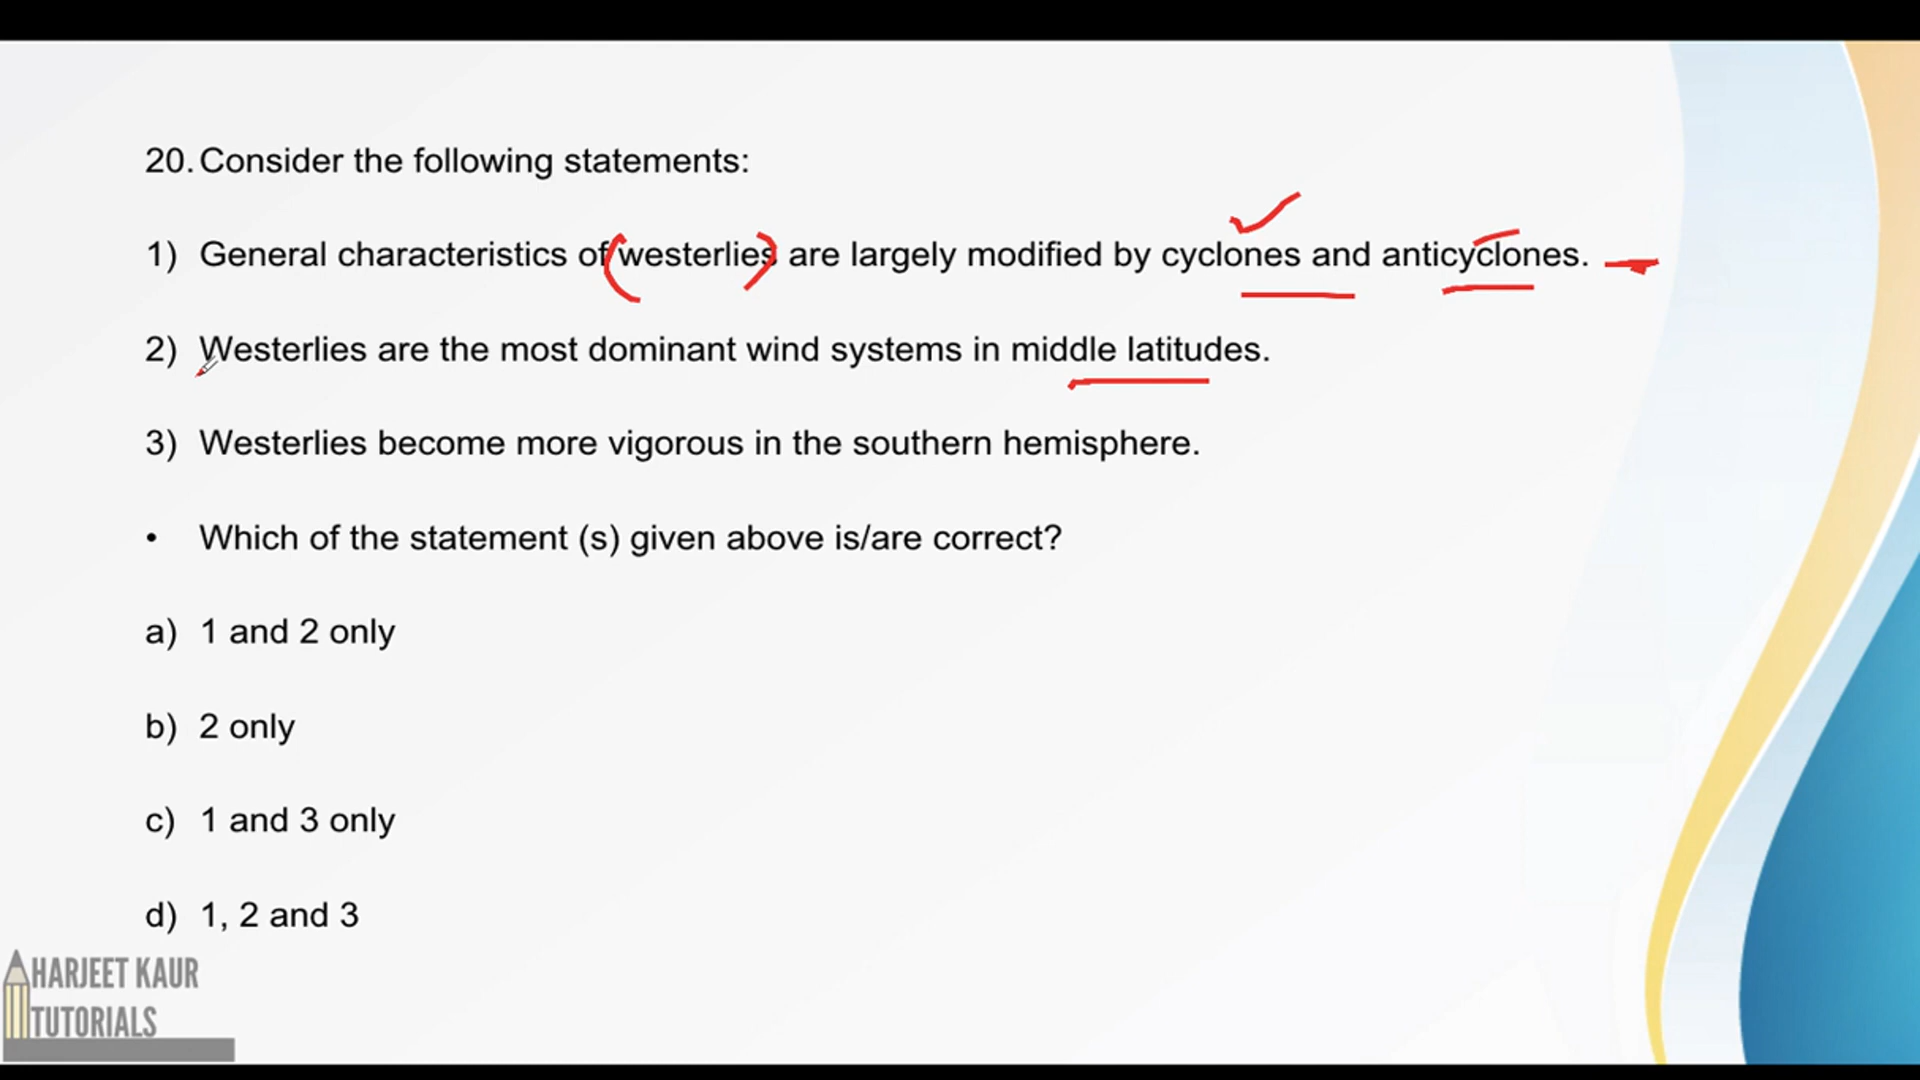 20. Consider the following statements:
1) General characteristics of westerlies are largely modified by cyclones and anticyclones.
2) Westerlies are the most dominant wind systems in middle latitudes.
3) Westerlies become more vigorous in the southern hemisphere.
• Which of the statement (s) given above is/are correct?
a) 1 and 2 only
b) 2 only
c) 1 and 3 only
d) 1, 2 and 3
HARJEET KAUR
TUTORIALS